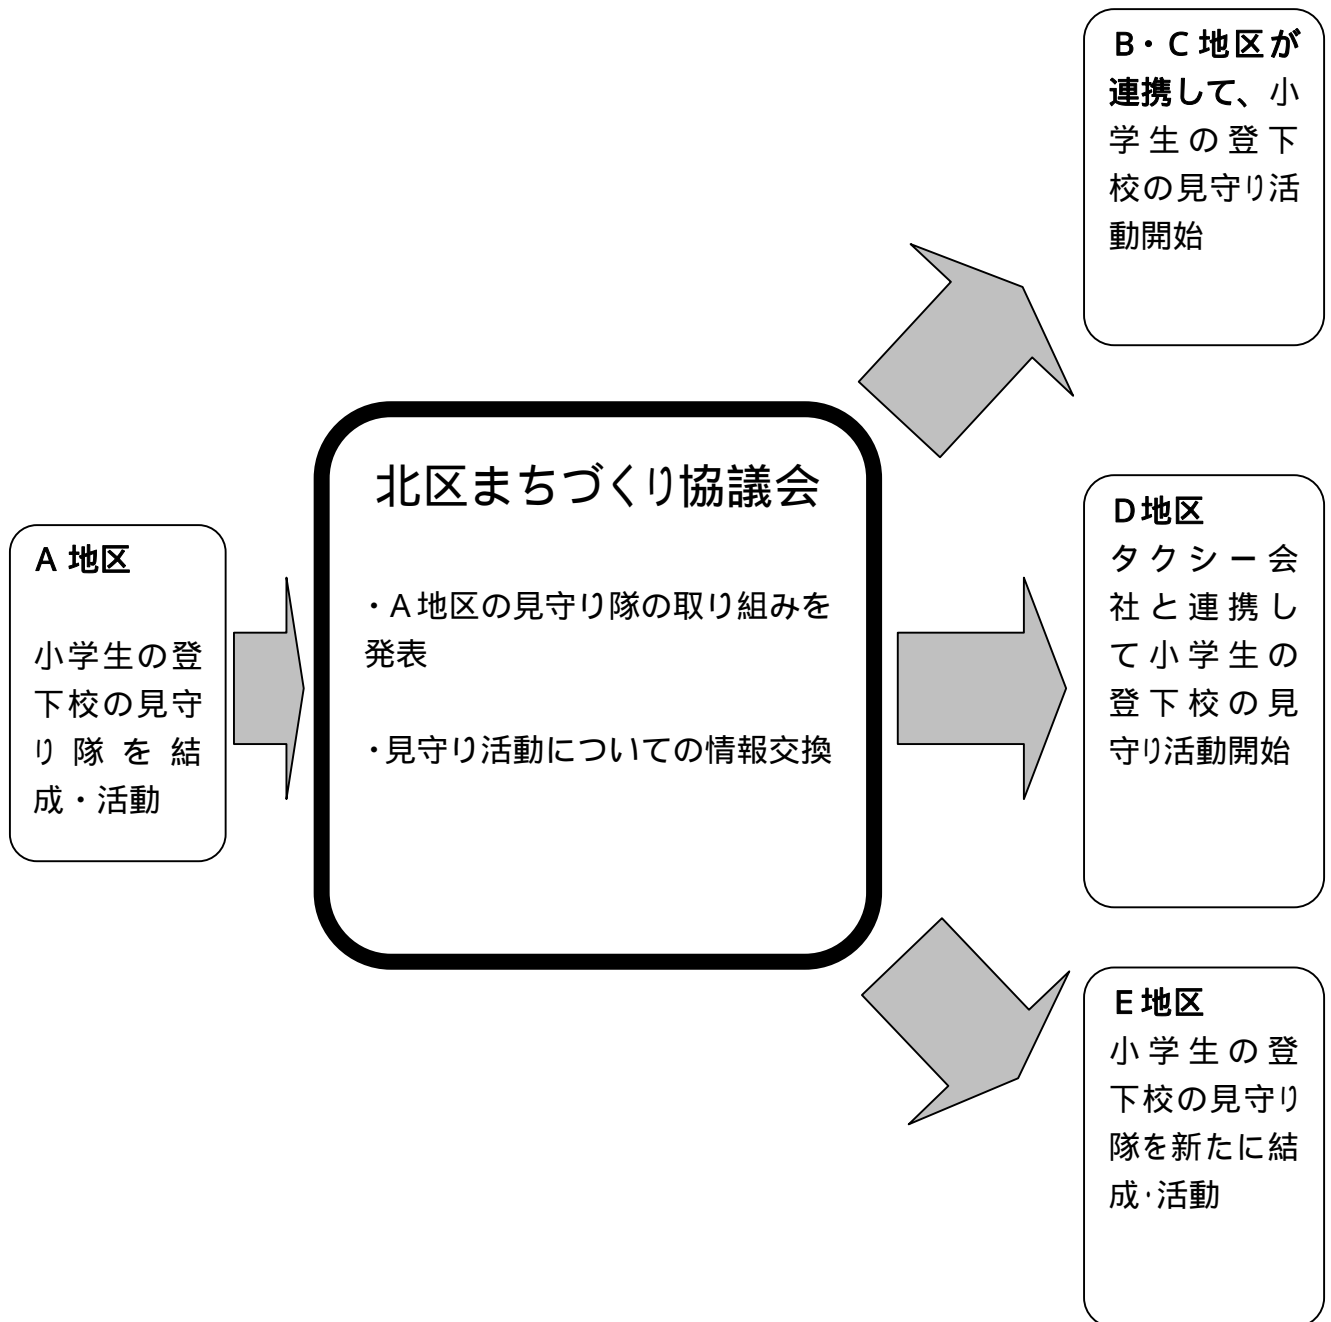 A 地区
小学生の登
下校の見守
り隊を結
成・活動
北区まちづくり協議会
・A地区の見守り隊の取り組みを
発表
・見守り活動についての情報交換
B・C地区が
連携して、小
学生の登下
校の見守り活
動開始
D地区
タクシー会
社と連携し
て小学生の
登下校の見
守り活動開始
E地区
小学生の登
下校の見守り
隊を新たに結
成・活動